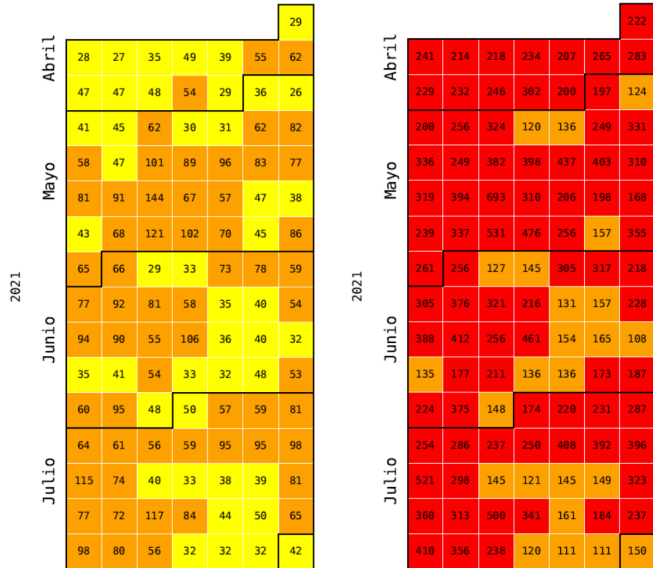 2021
Abril
Mayo
Junio
Julio
29
28 27 35 49 39 55 62
47 47 48 54 29 36 26
41 45 62 30 31 62 82
58 47 101 89 96 83 77
81 91 144 67 57 47 38
43 68 121 102 70 45 86
65 66 29 33 73 78 59
77 92 81 58 35 40 54
94 90 55 106 36 40 32
35 41 54 33 32 48 53
60 95 48 50 57 59 81
64 61 56 59 95 95 98
115 74 40 33 38 39 81
77 72 117 84 44 50 65
98 80 56 32 32 32 42
2021
Abril
Mayo
Junio
Julio
222
241 214 218 234 207 265 283
229 232 246 302 200 197 124
200 256 324 120 136 249 331
336 249 382 398 437 403 310
319 394 693 310 206 198 168
239 337 531 476 256 157 355
261 256 127 145 305 317 218
305 376 321 216 131 157 228
388 412 256 461 154 165 108
135 177 211 136 136 173 187
224 375 148 174 220 231 287
254 286 237 250 408 392 396
521 298 145 121 145 149 323
360 313 500 341 161 184 237
410 356 238 120 111 111 150